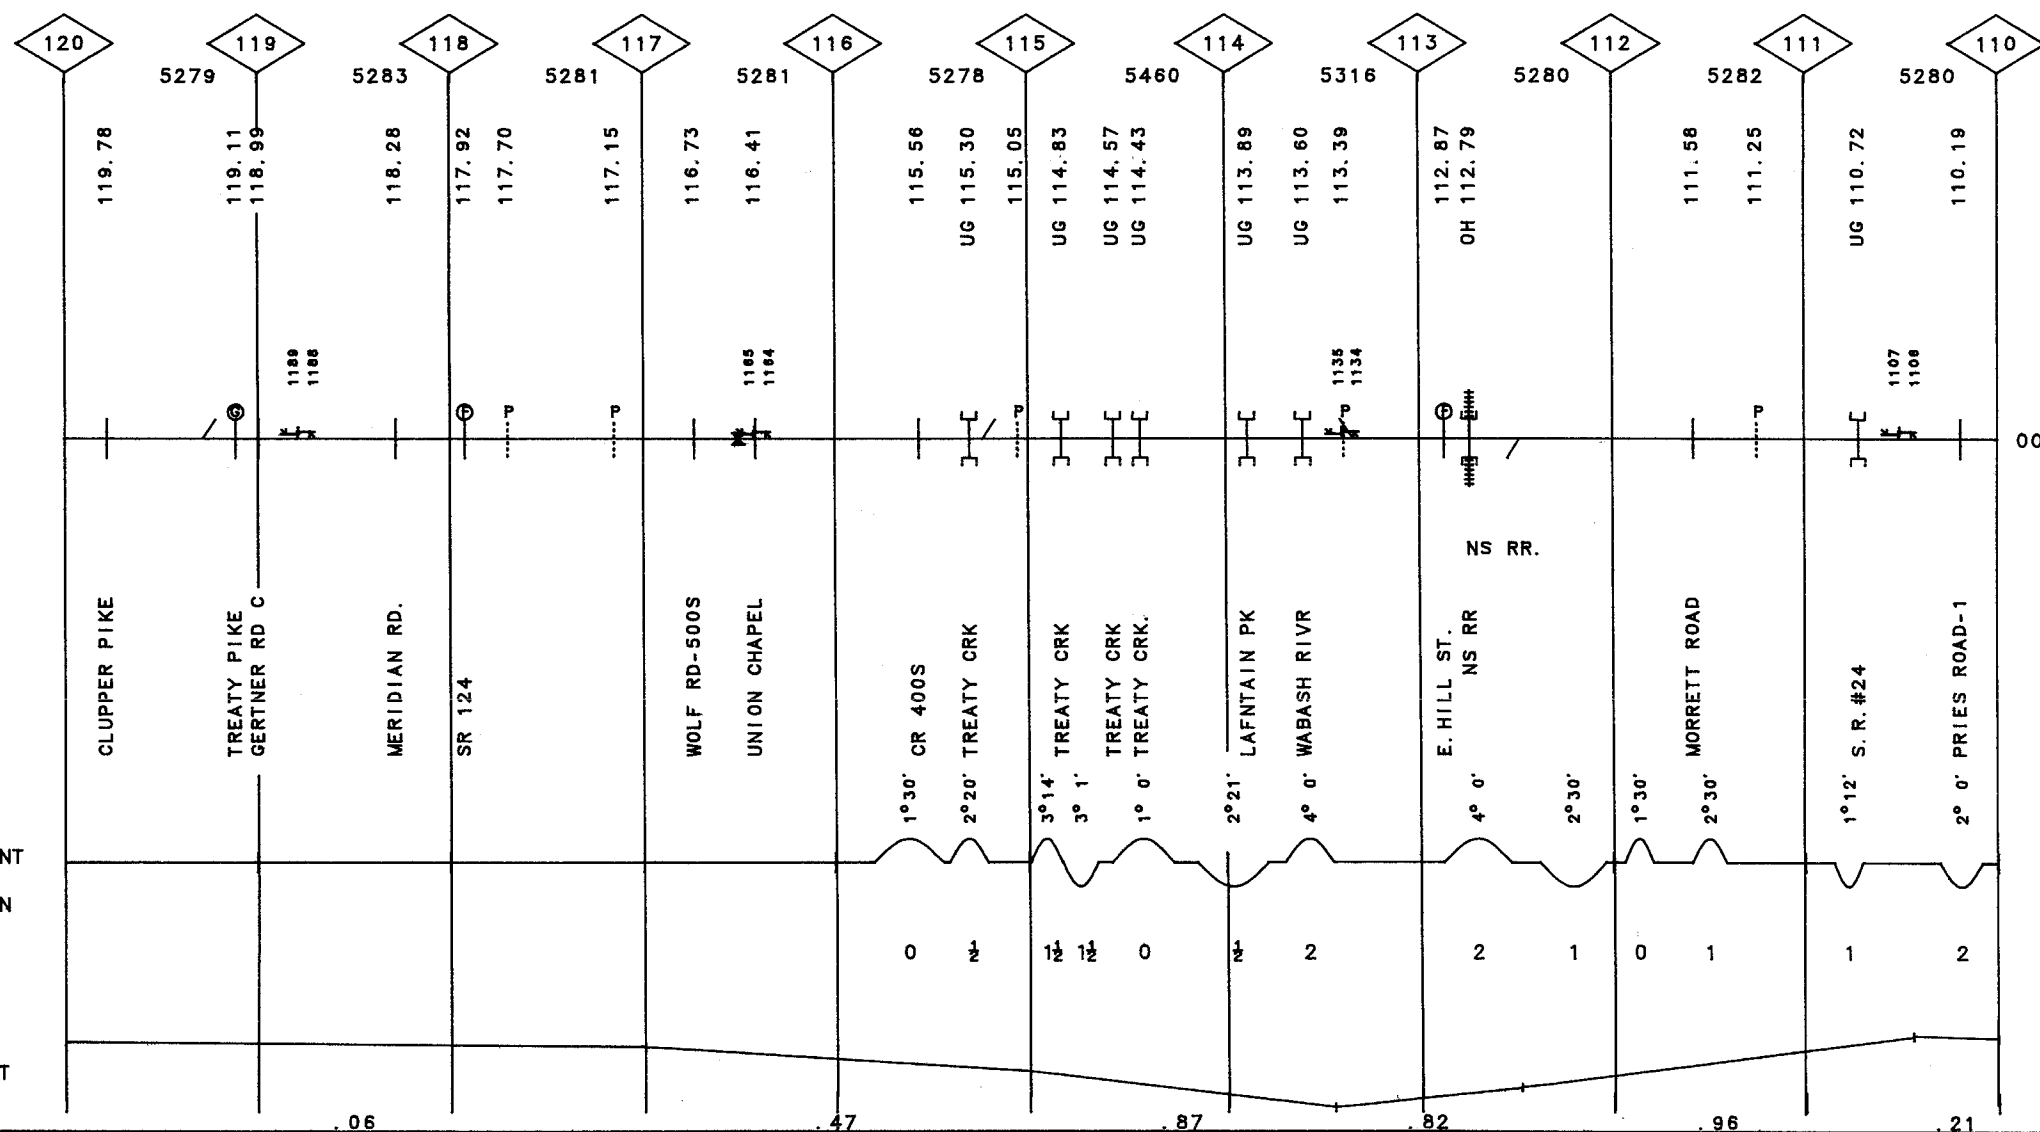 120 119 118 117 116 115 114 113 112 111 110
5279 5283 5281 5281 5278 5460 5316 5280 5282 5280
119.78
119.11
118.99
118.28
117.92
117.70
117.15
116.73
116.41
115.56
UG 115.30
115.05
UG 114.83
UG 114.57
UG 114.43
UG 113.89
UG 113.60
113.39
112.87
OH 112.79
111.58
111.25
UG 110.72
110.19
1189
1188
1165
1164
1135
1134
1107
1106
G F P P P P F P
00
NS RR.
CLUPPER PIKE
TREATY PIKE
GERTNER RD C
MERIDIAN RD.
SR 124
WOLF RD-500S
UNION CHAPEL
1°30' CR 400S
2°20' TREATY CRK
3°14' TREATY CRK
3° 1'
TREATY CRK
1° 0' TREATY CRK.
2°21' LAFNTAIN PK
4° 0' WABASH RIVR
E.HILL ST.
4° 0' NS RR
2°30'
1°30'
2°30' MORRETT ROAD
1°12' S.R.#24
2° 0' PRIES ROAD-1
NT
N
0 ½ 1½ 1½ 0 ½ 2 2 1 0 1 1 2
T
.06 .47 .87 .82 .96 .21